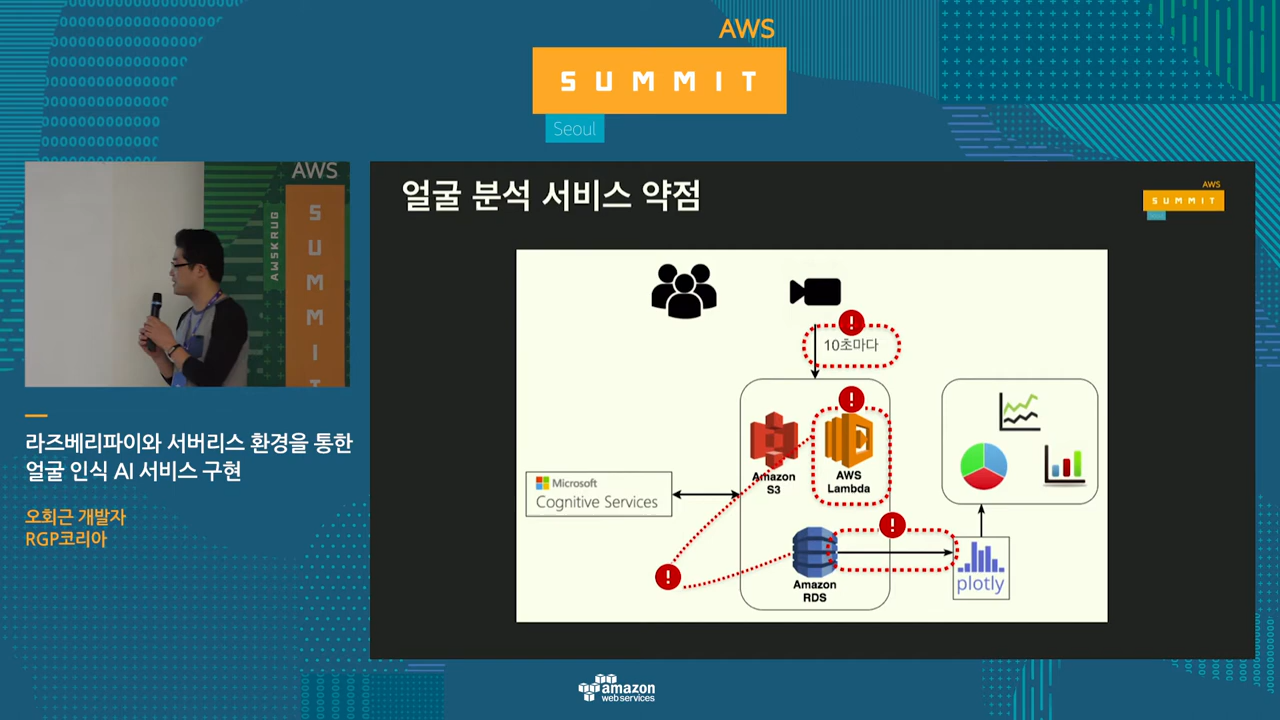 AWS
SUMMIT
Seoul
AWS
SUMMIT
AWSKRUG
라즈베리파이와 서버리스 환경을 통한
얼굴 인식 AI 서비스 구현
오회근 개발자
RGP코리아
얼굴 분석 서비스 약점
AWS
SUMMIT
Seoul
10초마다
Amazon
S3
AWS
Lambda
Microsoft
Cognitive Services
Amazon
RDS
plotly
amazon
web services